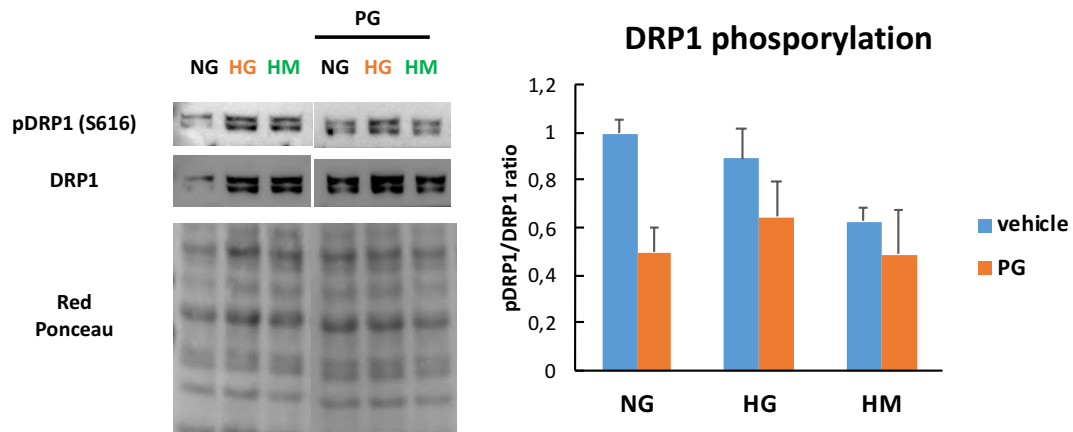 PG
NG HG HM NG HG HM
pDRP1 (S616)
DRP1
Red
Ponceau
DRP1 phosporylation
pDRP1/DRP1 ratio
1,2
1
0,8
0,6
0,4
0,2
0
NG HG HM
vehicle
PG